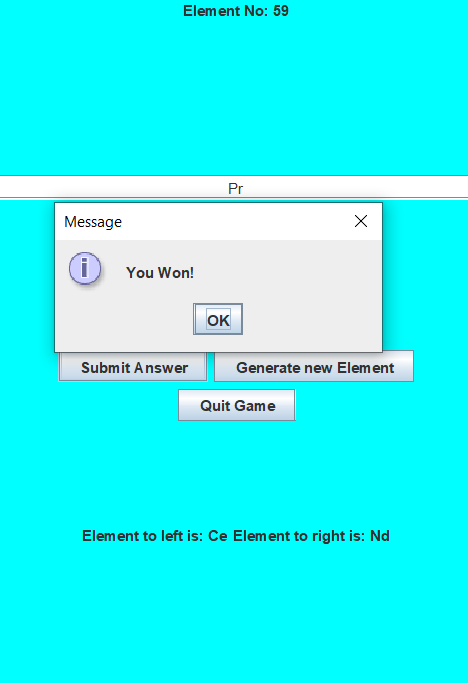 Element No: 59
Pr
Message
i
You Won!
OK
Submit Answer Generate new Element
Quit Game
Element to left is: Ce Element to right is: Nd